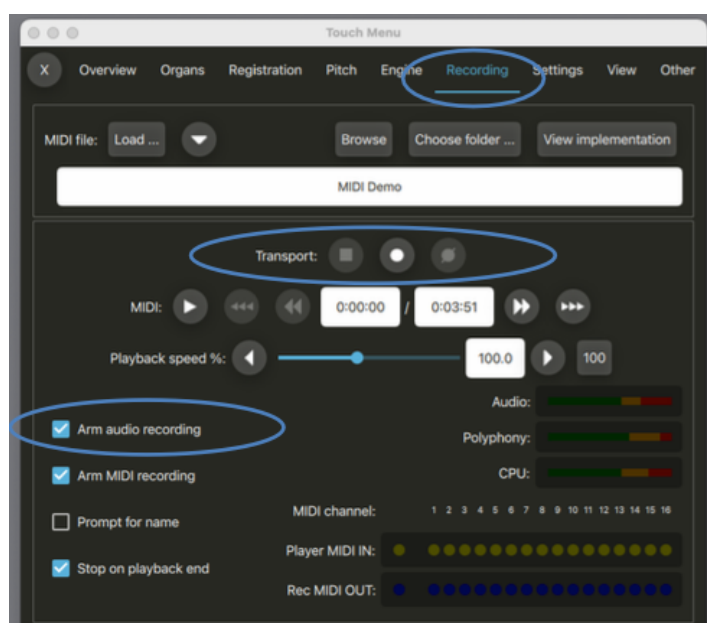 Touch Menu
X Overview Organs Registration Pitch Engine Recording Settings View Other
MIDI file: Load ... Browse Choose folder ... View implementation
MIDI Demo
Transport:
MIDI: 0:00:00 / 0:03:51
Playback speed %: 100.0 100
Audio:
Arm audio recording
Polyphony:
Arm MIDI recording
CPU:
MIDI channel: 1 2 3 4 5 6 7 8 9 10 11 12 13 14 15 16
Prompt for name
Player MIDI IN:
Stop on playback end
Rec MIDI OUT: